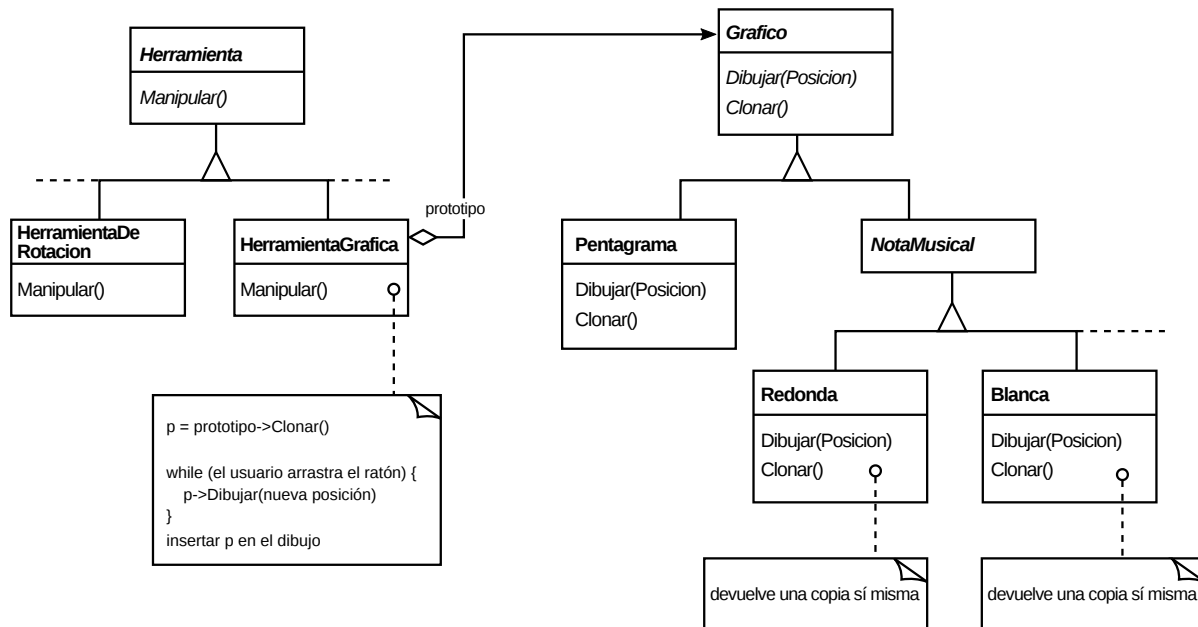 Herramienta
Manipular()
HerramientaDe
Rotacion
Manipular()
HerramientaGrafica
Manipular()
prototipo
p = prototipo->Clonar()
while (el usuario arrastra el ratón) {
p->Dibujar(nueva posición)
}
insertar p en el dibujo
Grafico
Dibujar(Posicion)
Clonar()
Pentagrama
Dibujar(Posicion)
Clonar()
NotaMusical
Redonda
Dibujar(Posicion)
Clonar()
Blanca
Dibujar(Posicion)
Clonar()
devuelve una copia sí misma
devuelve una copia sí misma